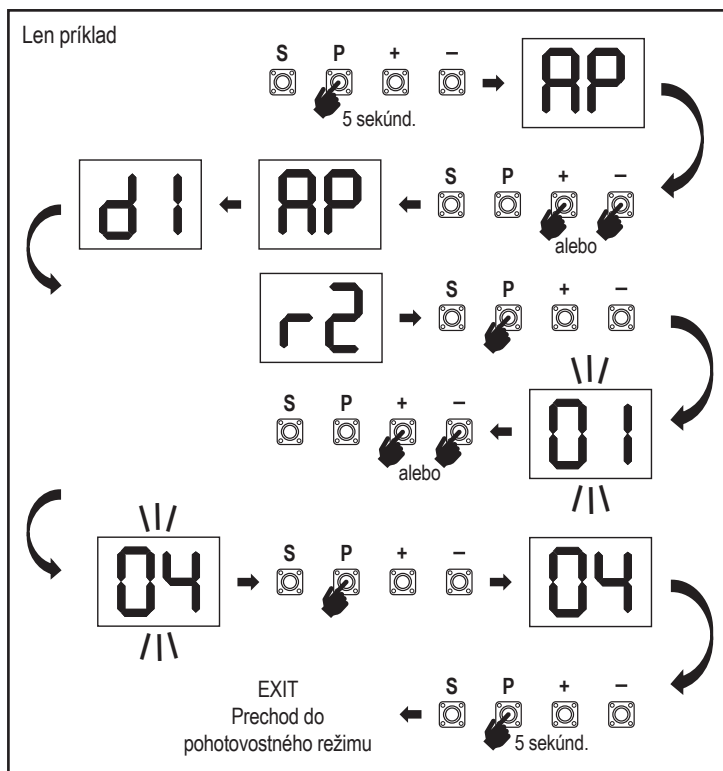 Len príklad
S P + –
5 sekúnd.
AP
S P + –
alebo
AP
d1
r2
S P + –
01
S P + –
alebo
04
S P + –
04
S P + –
5 sekúnd.
EXIT
Prechod do
pohotovostného režimu